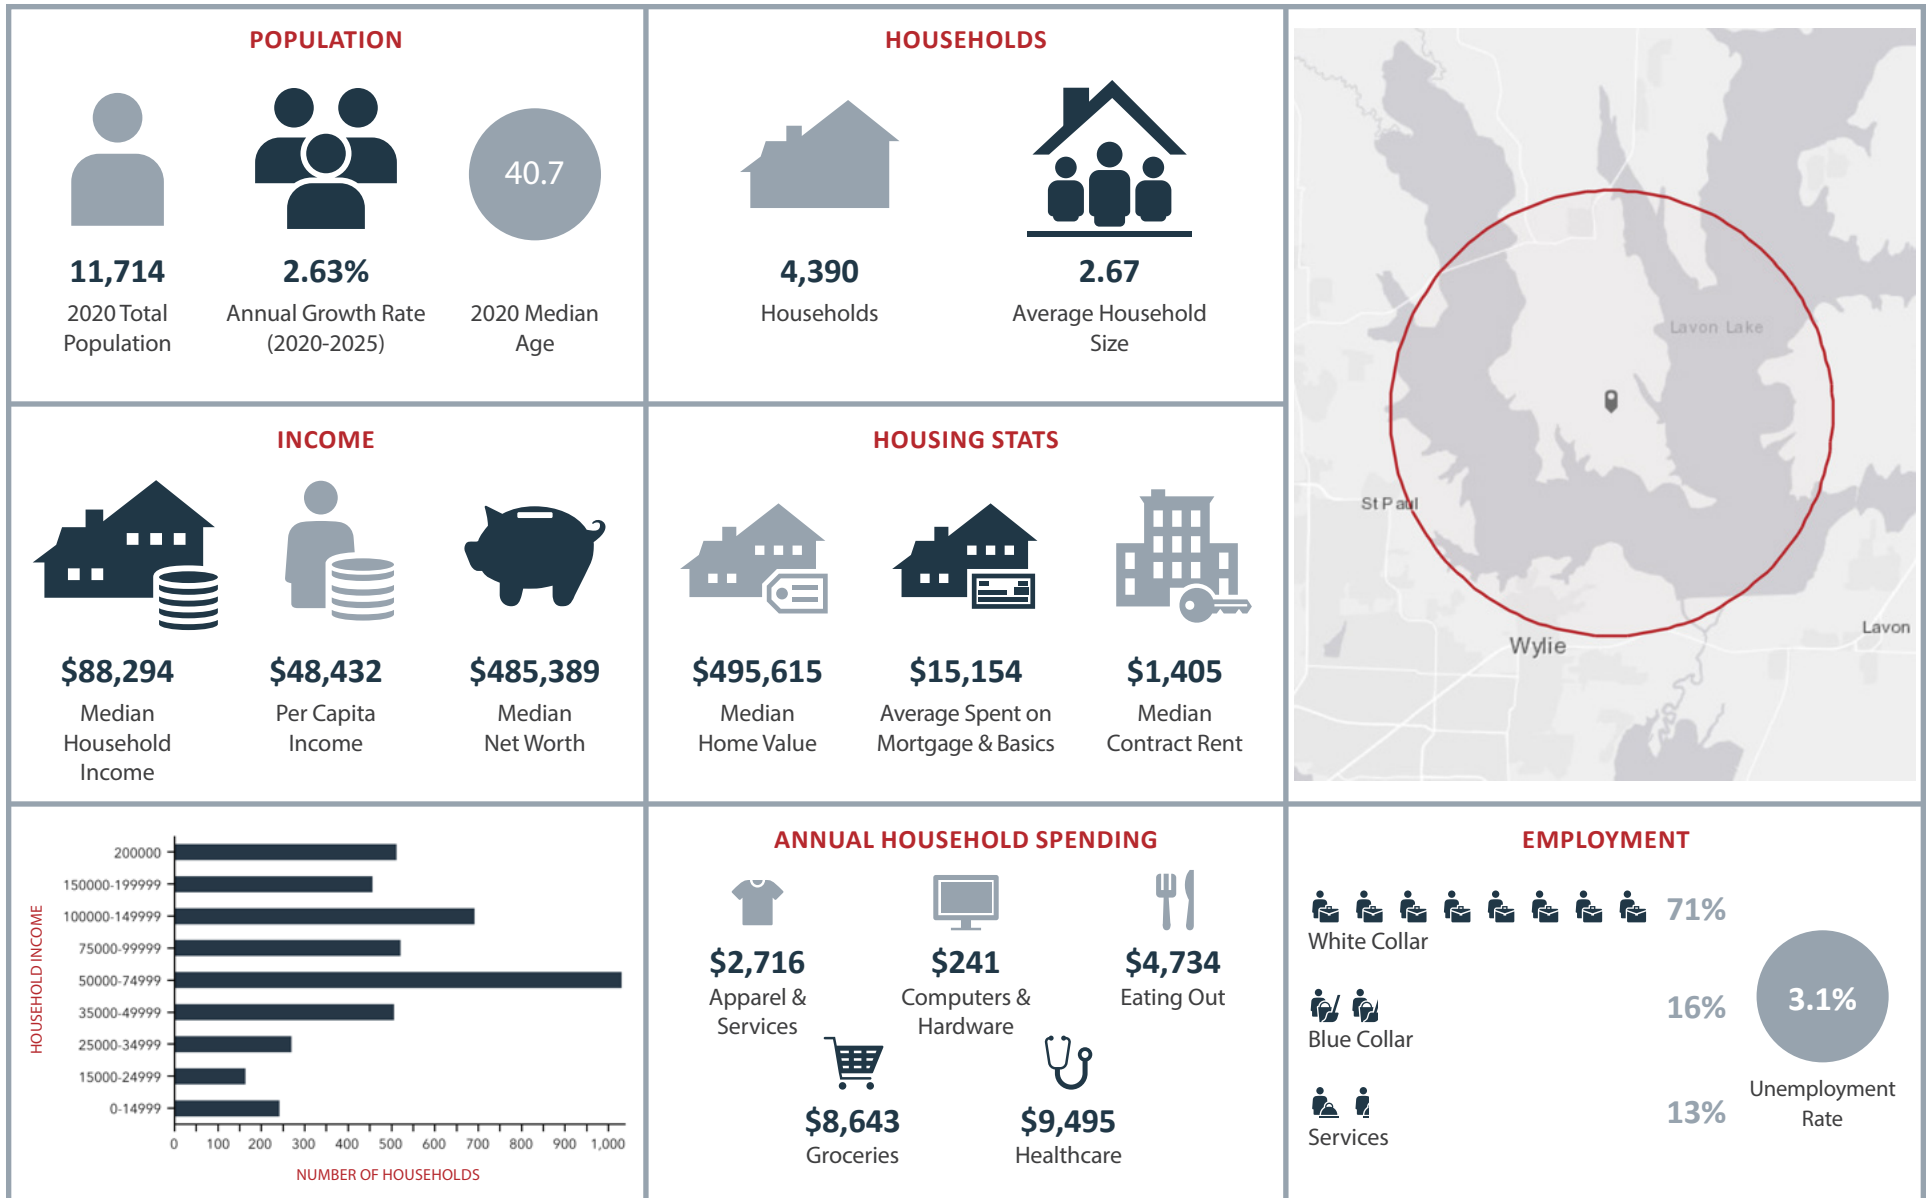 POPULATION
40.7
11,714
2020 Total
Population
2.63%
Annual Growth Rate
(2020-2025)
2020 Median
Age
HOUSEHOLDS
4,390
Households
2.67
Average Household
Size
Lavon Lake
St Paul
Wylie
Lavon
INCOME
$88,294
Median
Household
Income
$48,432
Per Capita
Income
$485,389
Median
Net Worth
HOUSING STATS
$495,615
Median
Home Value
$15,154
Average Spent on
Mortgage & Basics
$1,405
Median
Contract Rent
HOUSEHOLD INCOME
200000
150000-199999
100000-149999
75000-99999
50000-74999
35000-49999
25000-34999
15000-24999
0-14999
0 100 200 300 400 500 600 700 800 900 1,000
NUMBER OF HOUSEHOLDS
ANNUAL HOUSEHOLD SPENDING
$2,716
Apparel &
Services
$241
Computers &
Hardware
$4,734
Eating Out
$8,643
Groceries
$9,495
Healthcare
EMPLOYMENT
71%
White Collar
16%
Blue Collar
13%
Services
3.1%
Unemployment
Rate